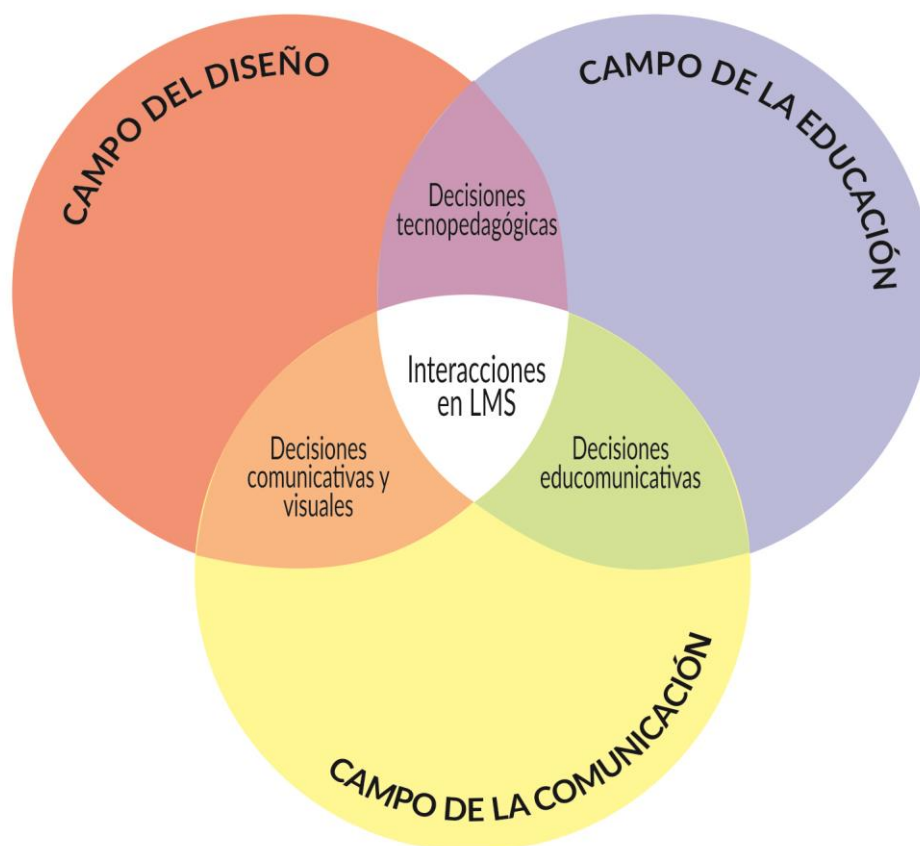 CAMPO DEL DISEÑO
CAMPO DE LA EDUCACIÓN
Decisiones
tecnopedagógicas
Interacciones
en LMS
Decisiones
comunicativas y
visuales
Decisiones
educomunicativas
CAMPO DE LA COMUNICACIÓN